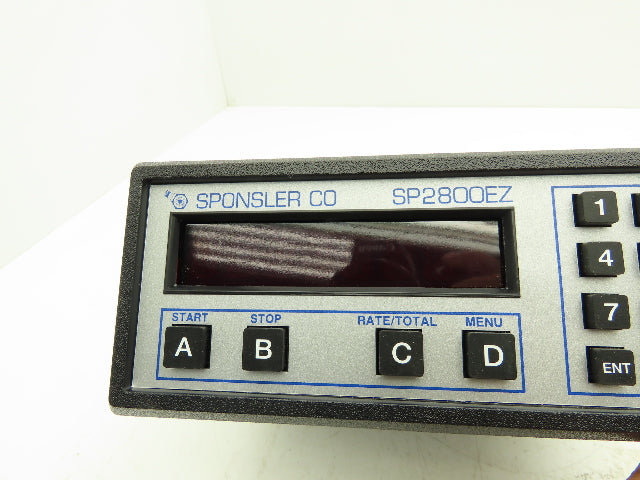 SPONSLER CO SP2800EZ
START STOP RATE/TOTAL MENU
A B C D
1
4
7
ENT